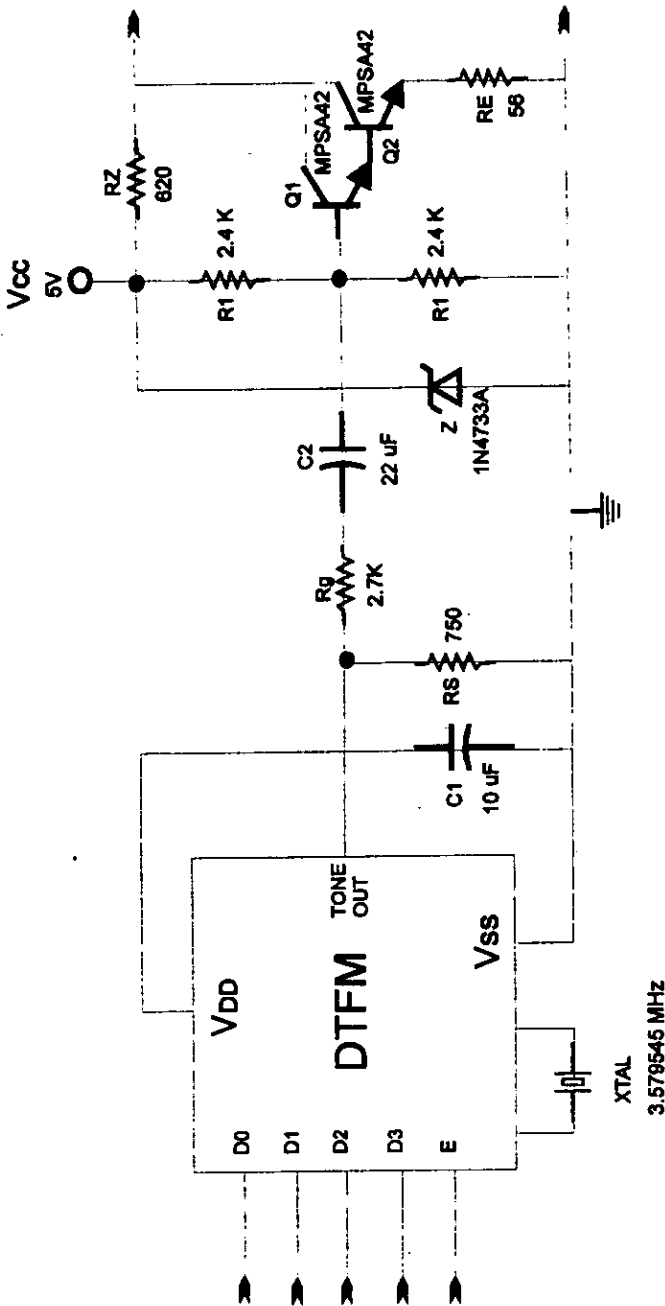 VCC
5V
RZ
620
R1
2.4 K
Q1
MPSA42
MPSA42
Q2
R1
2.4 K
RE
56
C2
22 uF
Z
1N4733A
Rg
2.7K
RS
750
C1
10 uF
VDD
TONE
OUT
DTFM
VSS
D0
D1
D2
D3
E
XTAL
3.579545 MHz